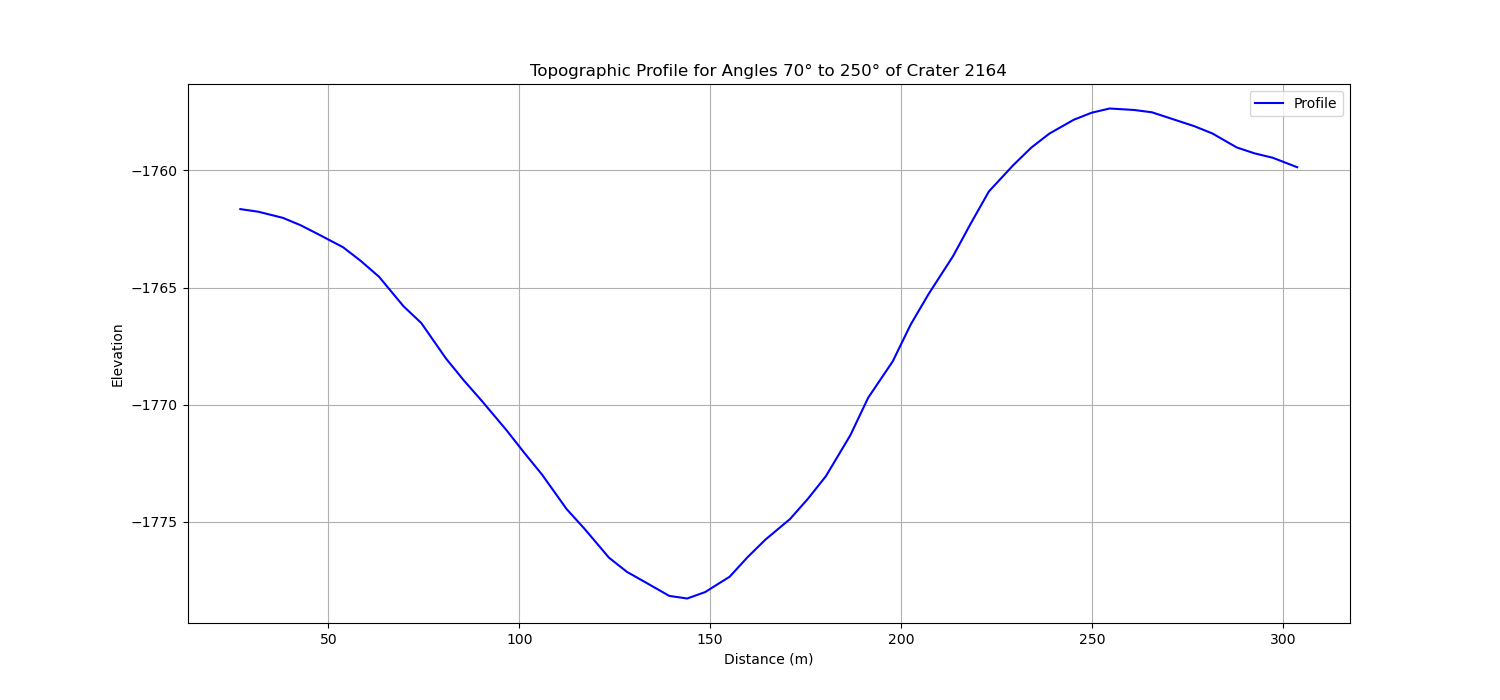 Topographic Profile for Angles 70° to 250° of Crater 2164
Profile
−1760
−1765
−1770
−1775
Elevation
50
100
150
200
250
300
Distance (m)